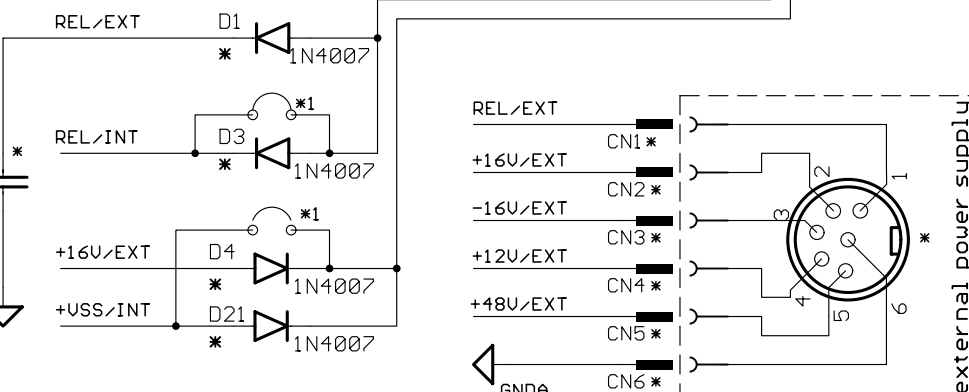 REL/EXT
D1
*
1N4007
*1
REL/INT
D3
*
*
1N4007
*1
+16V/EXT
D4
*
1N4007
+VSS/INT
D21
*
1N4007
REL/EXT
CN1*
+16V/EXT
CN2*
-16V/EXT
CN3*
+12V/EXT
CN4*
+48V/EXT
CN5*
CN6*
GNDA
1
2
3
4
5
6
*
external power supply